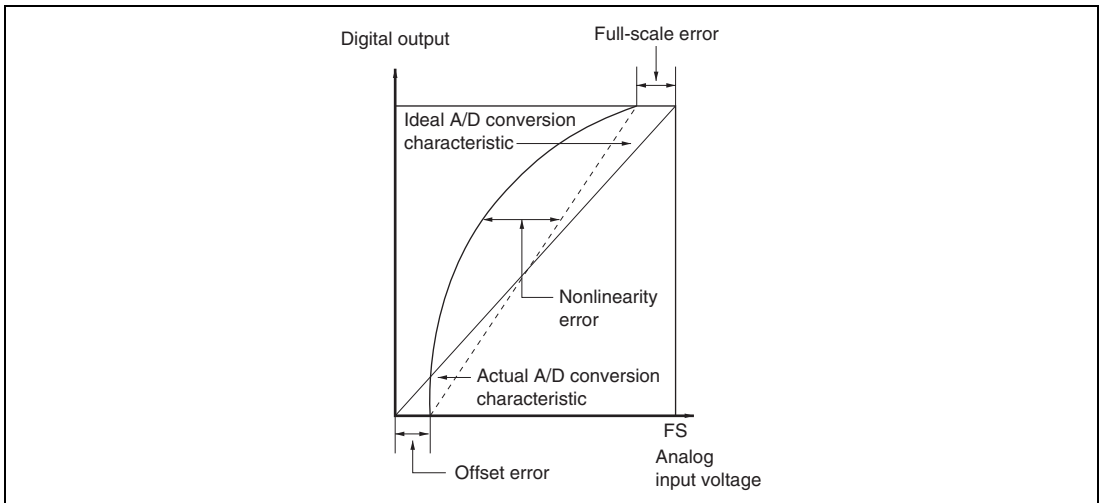 Digital output
Full-scale error
Ideal A/D conversion
characteristic
Nonlinearity
error
Actual A/D conversion
characteristic
FS
Analog
input voltage
Offset error